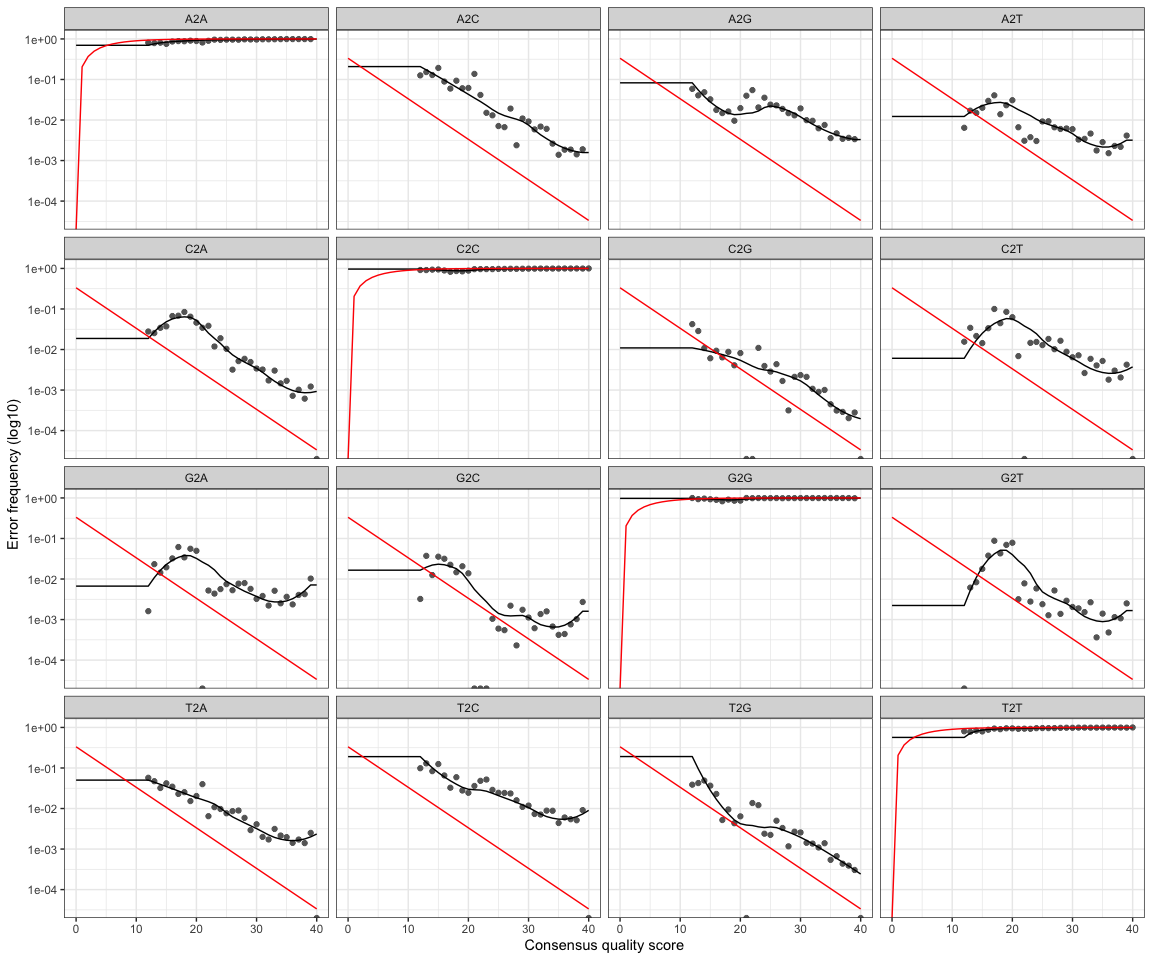 A2A A2C A2G A2T
1e+00
1e-01
1e-02
1e-03
1e-04
C2A C2C C2G C2T
1e+00
1e-01
1e-02
1e-03
1e-04
G2A G2C G2G G2T
1e+00
1e-01
1e-02
1e-03
1e-04
T2A T2C T2G T2T
1e+00
1e-01
1e-02
1e-03
1e-04
0 10 20 30 40 0 10 20 30 40 0 10 20 30 40 0 10 20 30 40
Consensus quality score
Error frequency (log10)